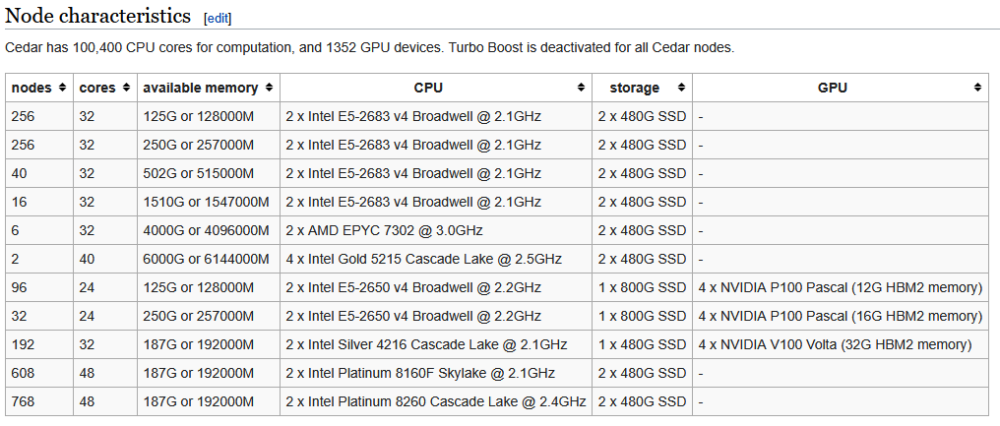 Node characteristics [edit]
Cedar has 100,400 CPU cores for computation, and 1352 GPU devices. Turbo Boost is deactivated for all Cedar nodes.
nodes cores available memory CPU storage GPU
256 32 125G or 128000M 2 x Intel E5-2683 v4 Broadwell @ 2.1GHz 2 x 480G SSD -
256 32 250G or 257000M 2 x Intel E5-2683 v4 Broadwell @ 2.1GHz 2 x 480G SSD -
40 32 502G or 515000M 2 x Intel E5-2683 v4 Broadwell @ 2.1GHz 2 x 480G SSD -
16 32 1510G or 1547000M 2 x Intel E5-2683 v4 Broadwell @ 2.1GHz 2 x 480G SSD -
6 32 4000G or 4096000M 2 x AMD EPYC 7302 @ 3.0GHz 2 x 480G SSD -
2 40 6000G or 6144000M 4 x Intel Gold 5215 Cascade Lake @ 2.5GHz 2 x 480G SSD -
96 24 125G or 128000M 2 x Intel E5-2650 v4 Broadwell @ 2.2GHz 1 x 800G SSD 4 x NVIDIA P100 Pascal (12G HBM2 memory)
32 24 250G or 257000M 2 x Intel E5-2650 v4 Broadwell @ 2.2GHz 1 x 800G SSD 4 x NVIDIA P100 Pascal (16G HBM2 memory)
192 32 187G or 192000M 2 x Intel Silver 4216 Cascade Lake @ 2.1GHz 1 x 480G SSD 4 x NVIDIA V100 Volta (32G HBM2 memory)
608 48 187G or 192000M 2 x Intel Platinum 8160F Skylake @ 2.1GHz 2 x 480G SSD -
768 48 187G or 192000M 2 x Intel Platinum 8260 Cascade Lake @ 2.4GHz 2 x 480G SSD -